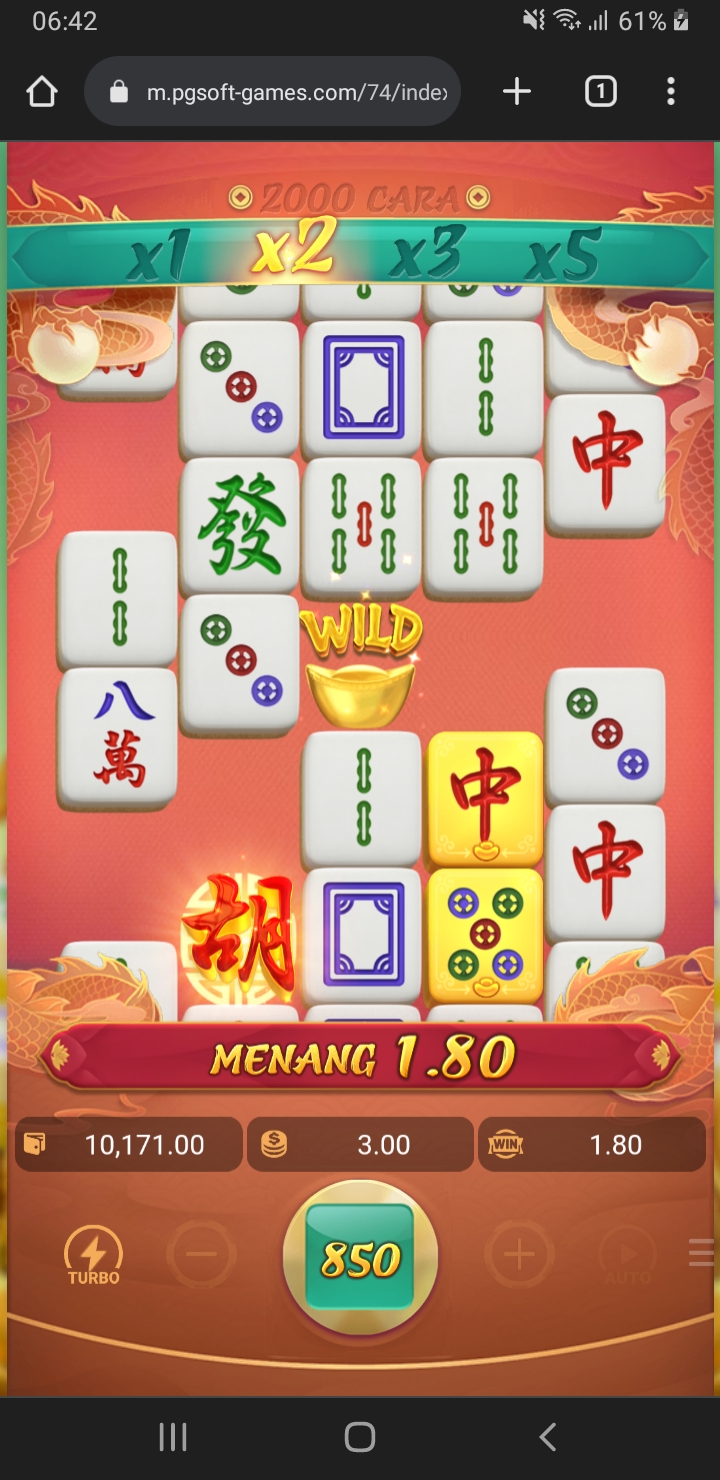 06:42
61%
m.pgsoft-games.com/74/index
1
2000 CARA
x1 x2 x3 x5
中
發
WILD
八
萬
中
中
胡
MENANG 1.80
10,171.00
3.00
WIN
1.80
850
TURBO
AUTO